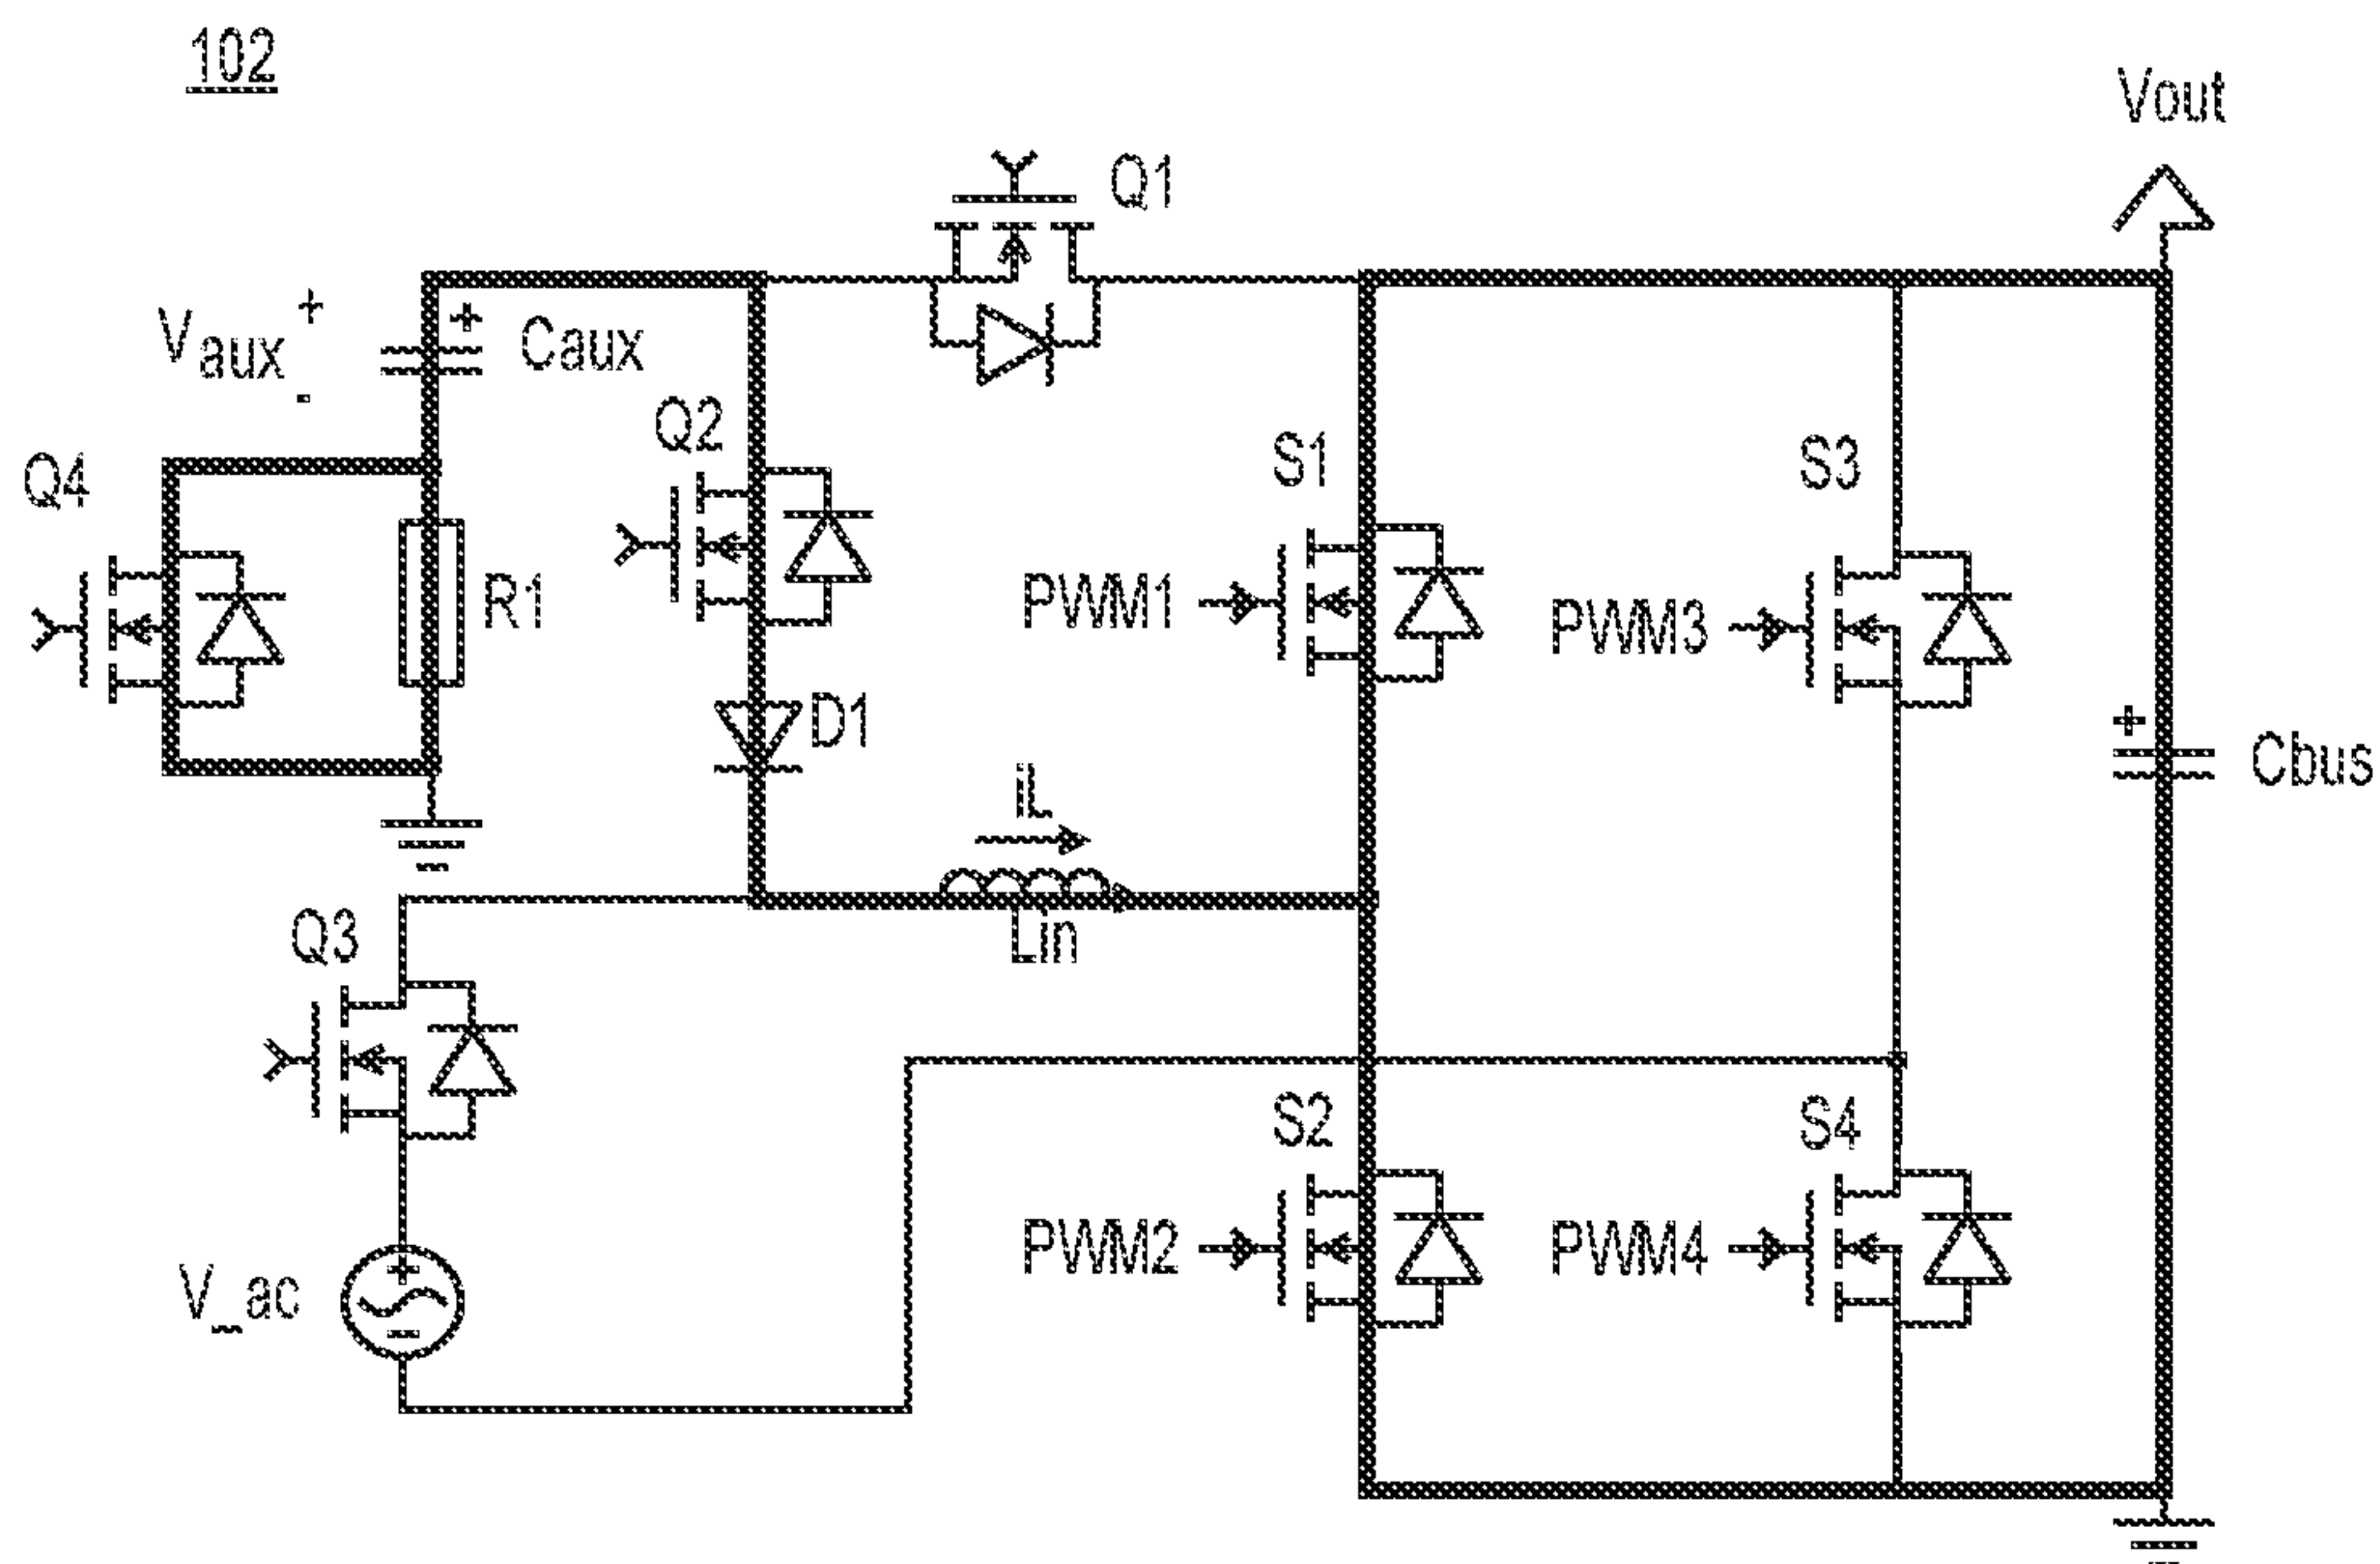 102
Vout
Q1
+
Vaux
-
+
Caux
Q2
Q4
S1
S3
R1
PWM1
PWM3
D1
+
Cbus
iL
Lin
Q3
S2
S4
PWM2
PWM4
V_ac
+
-